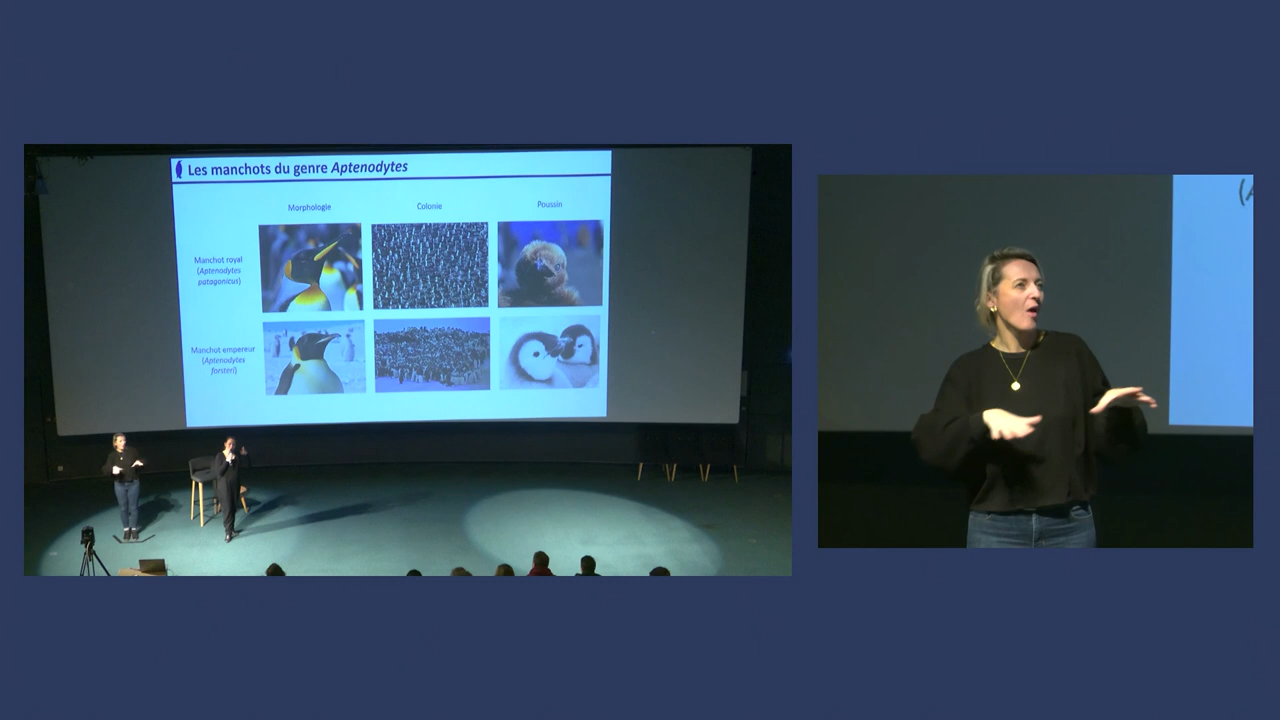 Les manchots du genre Aptenodytes
Morphologie
Colonie
Poussin
Manchot royal
(Aptenodytes
patagonicus)
Manchot empereur
(Aptenodytes
forsteri)